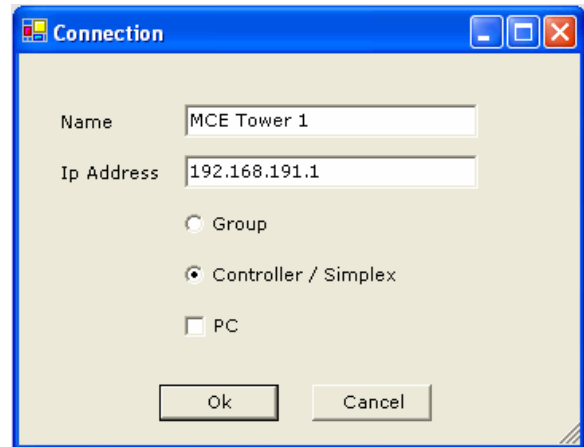 Connection
Name MCE Tower 1
Ip Address 192.168.191.1
Group
Controller / Simplex
PC
Ok Cancel